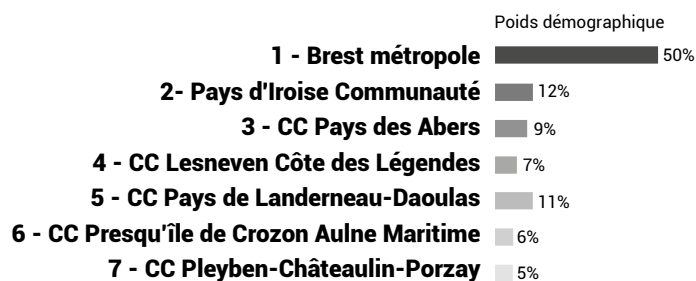 Poids démographique
1 - Brest métropole 50%
2- Pays d'Iroise Communauté 12%
3 - CC Pays des Abers 9%
4 - CC Lesneven Côte des Légendes 7%
5 - CC Pays de Landerneau-Daoulas 11%
6 - CC Presqu'île de Crozon Aulne Maritime 6%
7 - CC Pleyben-Châteaulin-Porzay 5%